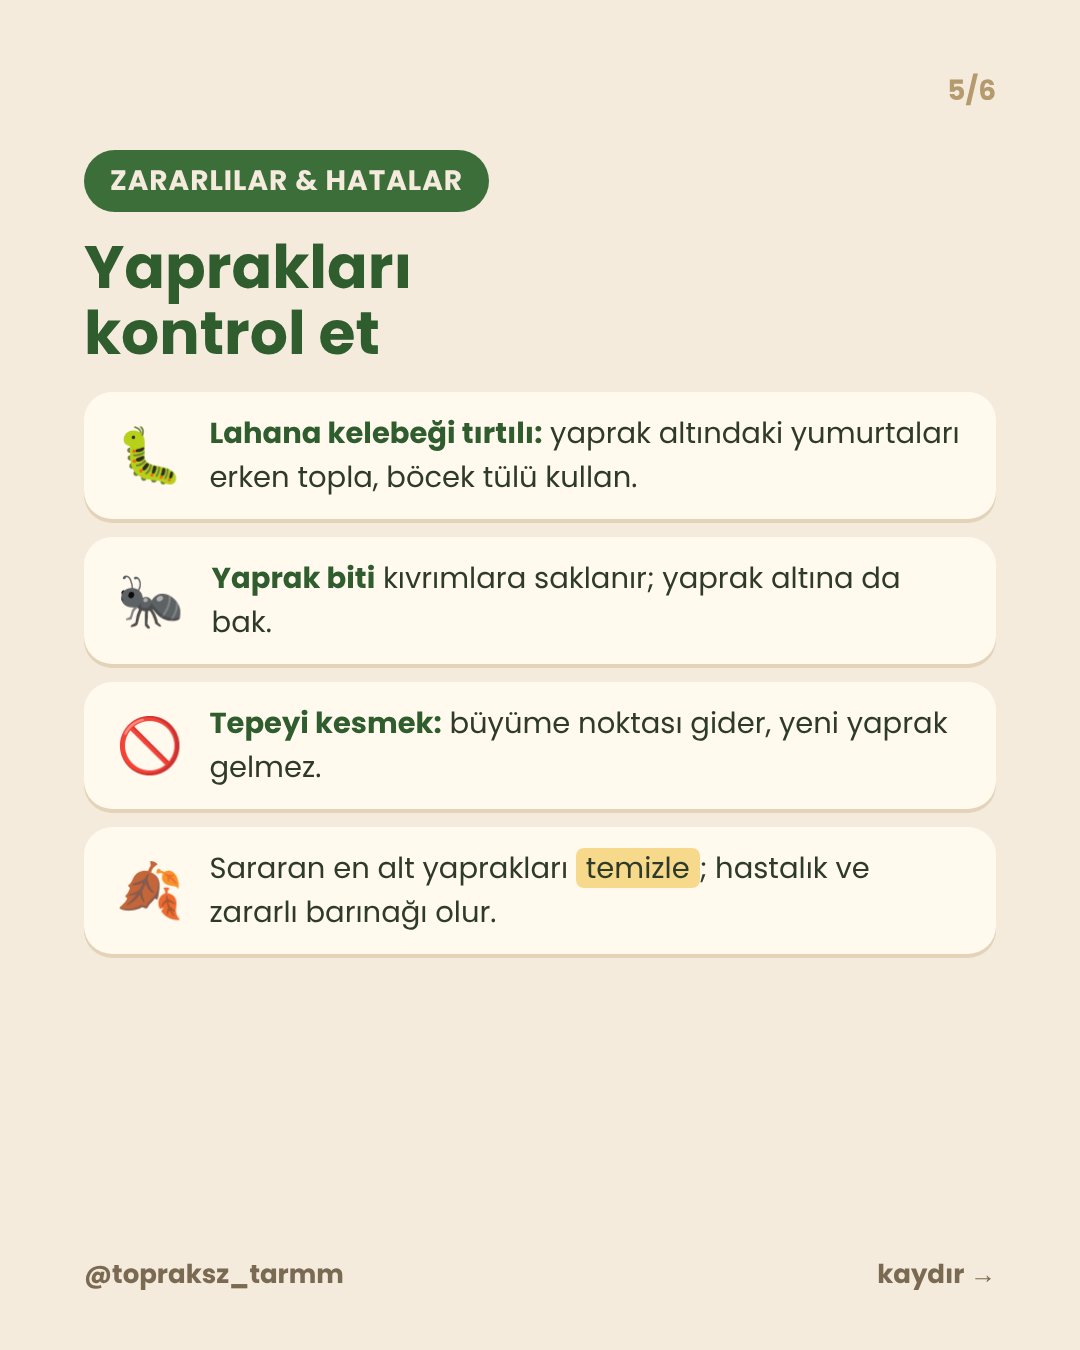 5/6
ZARARLILAR & HATALAR
Yaprakları
kontrol et
Lahana kelebeği tırtılı: yaprak altındaki yumurtaları
erken topla, böcek tülü kullan.
Yaprak biti kıvrımlara saklanır; yaprak altına da
bak.
Tepeyi kesmek: büyüme noktası gider, yeni yaprak
gelmez.
Sararan en alt yaprakları temizle; hastalık ve
zararlı barınağı olur.
@topraksz_tarmm
kaydır →